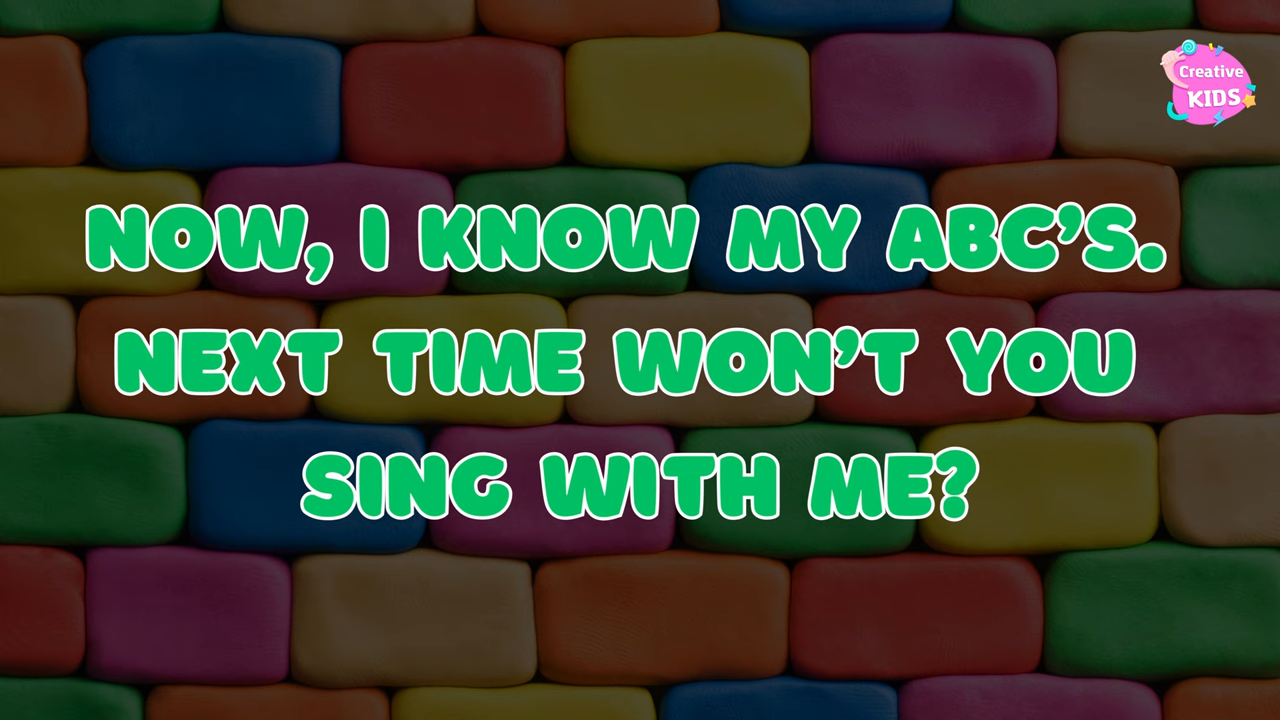 Creative
KIDS
NOW, I KNOW MY ABC’S.
NEXT TIME WON’T YOU
SING WITH ME?